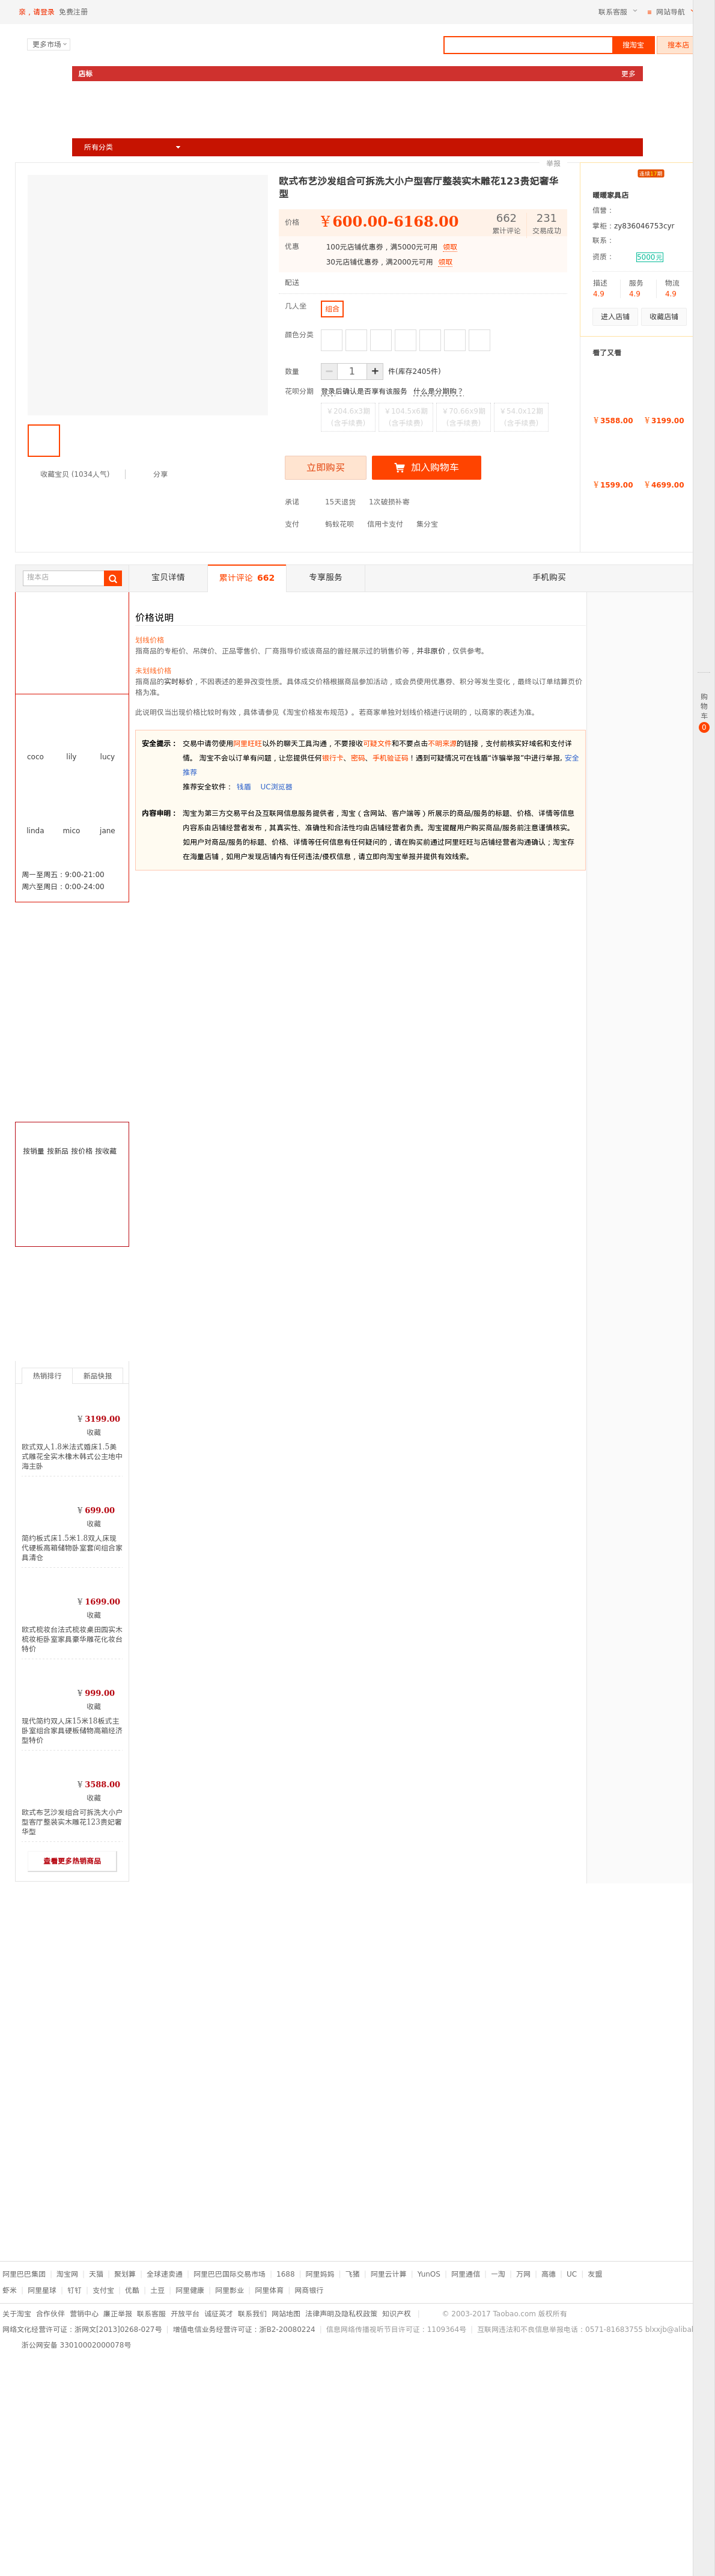 亲，请登录 免费注册
联系客服 网站导航
更多市场
搜淘宝 搜本店
店标 更多
所有分类
举报
欧式布艺沙发组合可拆洗大小户型客厅整装实木雕花123贵妃奢华
型
价格 ￥600.00-6168.00
662 累计评论
231 交易成功
优惠 100元店铺优惠券，满5000元可用 领取
30元店铺优惠券，满2000元可用 领取
配送
几人坐 组合
颜色分类
数量 1 件(库存2405件)
花呗分期 登录后确认是否享有该服务 什么是分期购？
￥204.6x3期 (含手续费)
￥104.5x6期 (含手续费)
￥70.66x9期 (含手续费)
￥54.0x12期 (含手续费)
立即购买 加入购物车
收藏宝贝 (1034人气) 分享
承诺 15天退货 1次破损补寄
支付 蚂蚁花呗 信用卡支付 集分宝
连续17期
暖暖家具店
信誉：
掌柜：zy836046753cyr
联系：
资质： 5000元
描述 服务 物流
4.9 4.9 4.9
进入店铺 收藏店铺
看了又看
￥3588.00 ￥3199.00
￥1599.00 ￥4699.00
购物车
0
搜本店
宝贝详情 累计评论 662 专享服务 手机购买
价格说明
划线价格
指商品的专柜价、吊牌价、正品零售价、厂商指导价或该商品的曾经展示过的销售价等，并非原价，仅供参考。
未划线价格
指商品的实时标价，不因表述的差异改变性质。具体成交价格根据商品参加活动，或会员使用优惠券、积分等发生变化，最终以订单结算页价
格为准。
此说明仅当出现价格比较时有效，具体请参见《淘宝价格发布规范》。若商家单独对划线价格进行说明的，以商家的表述为准。
安全提示： 交易中请勿使用阿里旺旺以外的聊天工具沟通，不要接收可疑文件和不要点击不明来源的链接，支付前核实好域名和支付详
情。 淘宝不会以订单有问题，让您提供任何银行卡、密码、手机验证码！遇到可疑情况可在钱盾“诈骗举报”中进行举报, 安全
推荐
推荐安全软件： 钱盾 UC浏览器
内容申明： 淘宝为第三方交易平台及互联网信息服务提供者，淘宝（含网站、客户端等）所展示的商品/服务的标题、价格、详情等信息
内容系由店铺经营者发布，其真实性、准确性和合法性均由店铺经营者负责。淘宝提醒用户购买商品/服务前注意谨慎核实。
如用户对商品/服务的标题、价格、详情等任何信息有任何疑问的，请在购买前通过阿里旺旺与店铺经营者沟通确认；淘宝存
在海量店铺，如用户发现店铺内有任何违法/侵权信息，请立即向淘宝举报并提供有效线索。
coco lily lucy
linda mico jane
周一至周五：9:00-21:00
周六至周日：0:00-24:00
按销量 按新品 按价格 按收藏
热销排行 新品快报
￥3199.00
收藏
欧式双人1.8米法式婚床1.5美
式雕花全实木橡木韩式公主地中
海主卧
￥699.00
收藏
简约板式床1.5米1.8双人床现
代硬板高箱储物卧室套间组合家
具清仓
￥1699.00
收藏
欧式梳妆台法式梳妆桌田园实木
梳妆柜卧室家具豪华雕花化妆台
特价
￥999.00
收藏
现代简约双人床15米18板式主
卧室组合家具硬板储物高箱经济
型特价
￥3588.00
收藏
欧式布艺沙发组合可拆洗大小户
型客厅整装实木雕花123贵妃奢
华型
查看更多热销商品
阿里巴巴集团 淘宝网 天猫 聚划算 全球速卖通 阿里巴巴国际交易市场 1688 阿里妈妈 飞猪 阿里云计算 YunOS 阿里通信 一淘 万网 高德 UC 友盟
虾米 阿里星球 钉钉 支付宝 优酷 土豆 阿里健康 阿里影业 阿里体育 网商银行
关于淘宝 合作伙伴 营销中心 廉正举报 联系客服 开放平台 诚征英才 联系我们 网站地图 法律声明及隐私权政策 知识产权 © 2003-2017 Taobao.com 版权所有
网络文化经营许可证：浙网文[2013]0268-027号 增值电信业务经营许可证：浙B2-20080224 信息网络传播视听节目许可证：1109364号 互联网违法和不良信息举报电话：0571-81683755 blxxjb@alibal
浙公网安备 33010002000078号